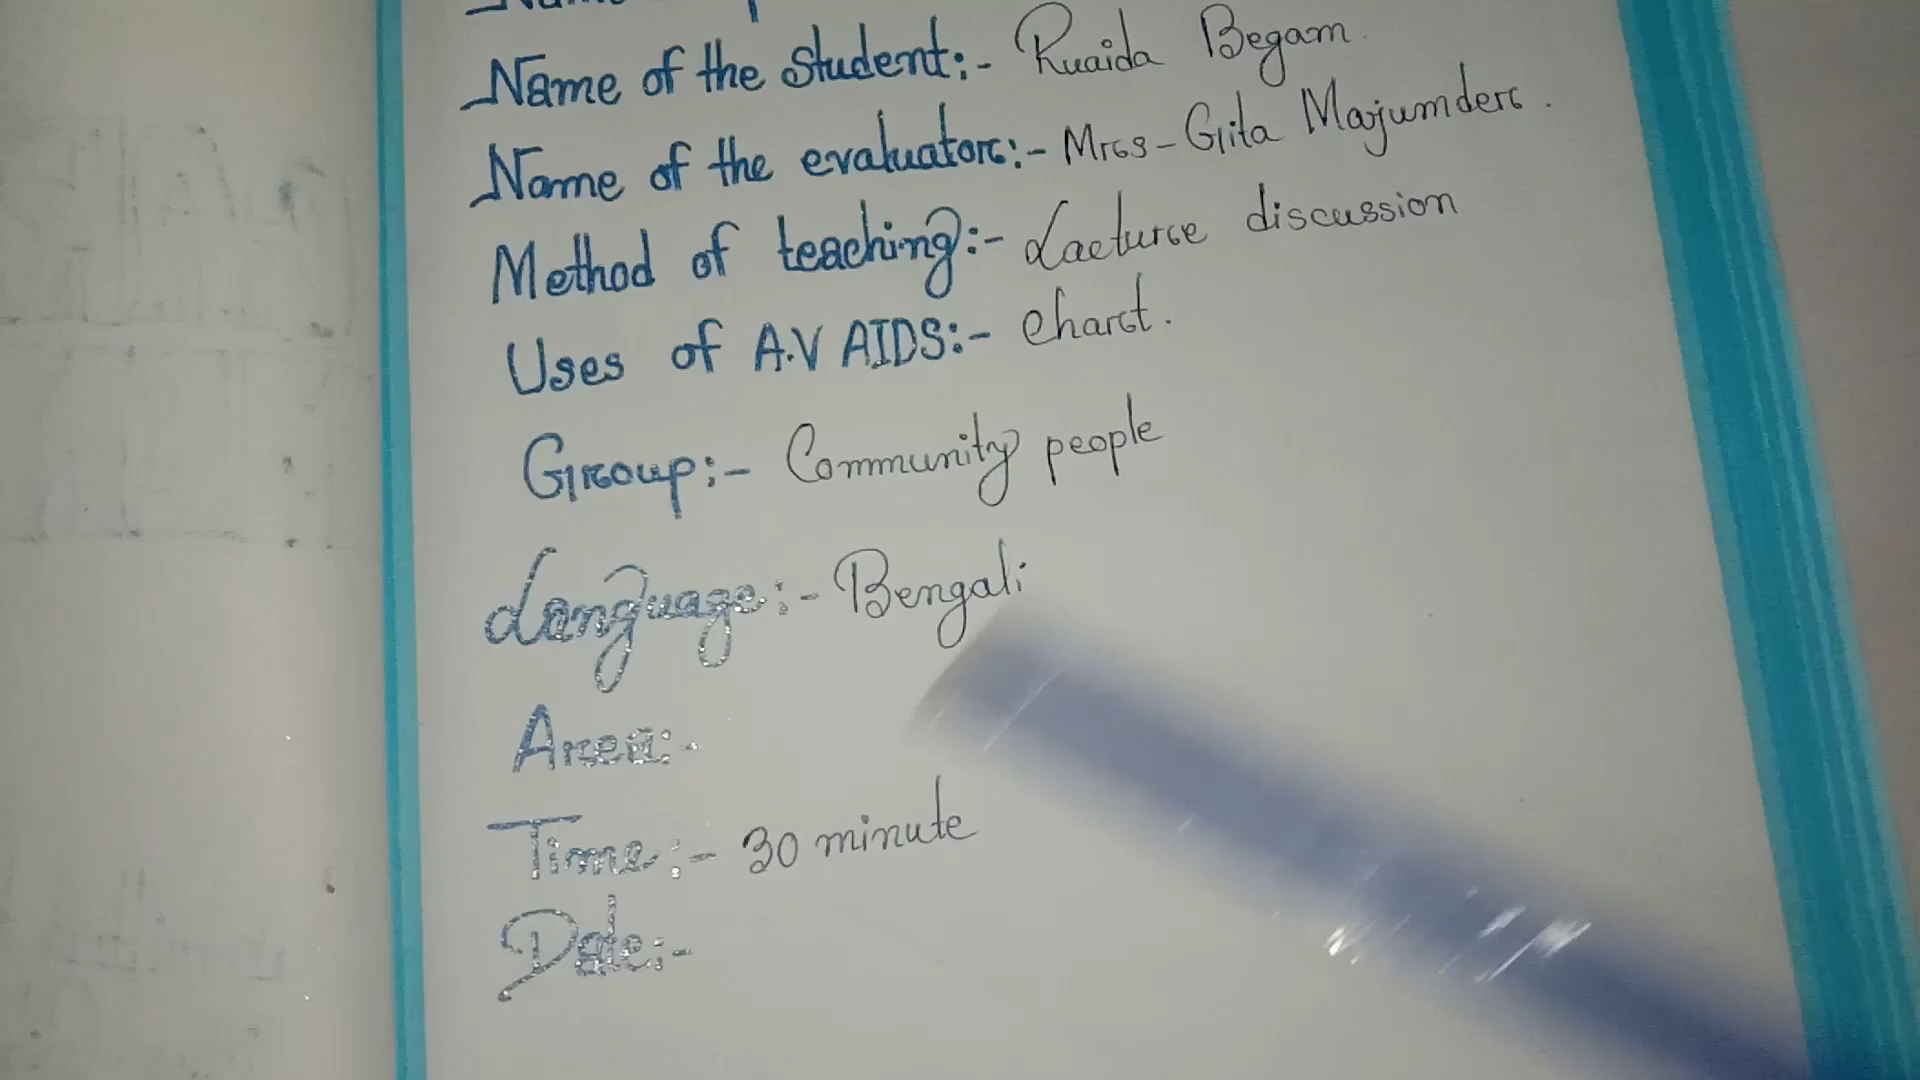 Name of the Student:- Ruaida Begam
Name of the evaluator:- Mrs-Gita Majumder.
Method of teaching:- Lacture discussion
Uses of A.V AIDS:- Chart.
Group:- Community people
Language:- Bengali
Area:-
Time:- 30 minute
Date:-